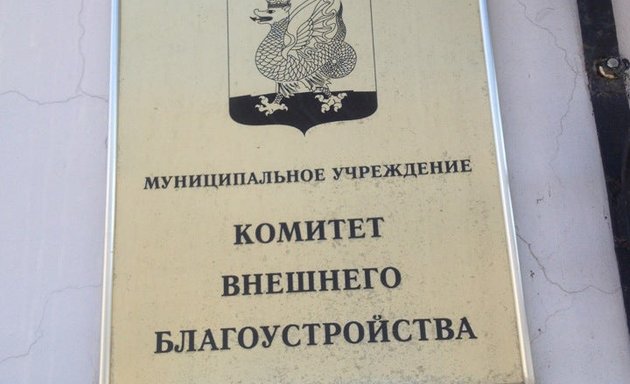 МУНИЦИПАЛЬНОЕ УЧРЕЖДЕНИЕ
КОМИТЕТ
ВНЕШНЕГО
БЛАГОУСТРОЙСТВА